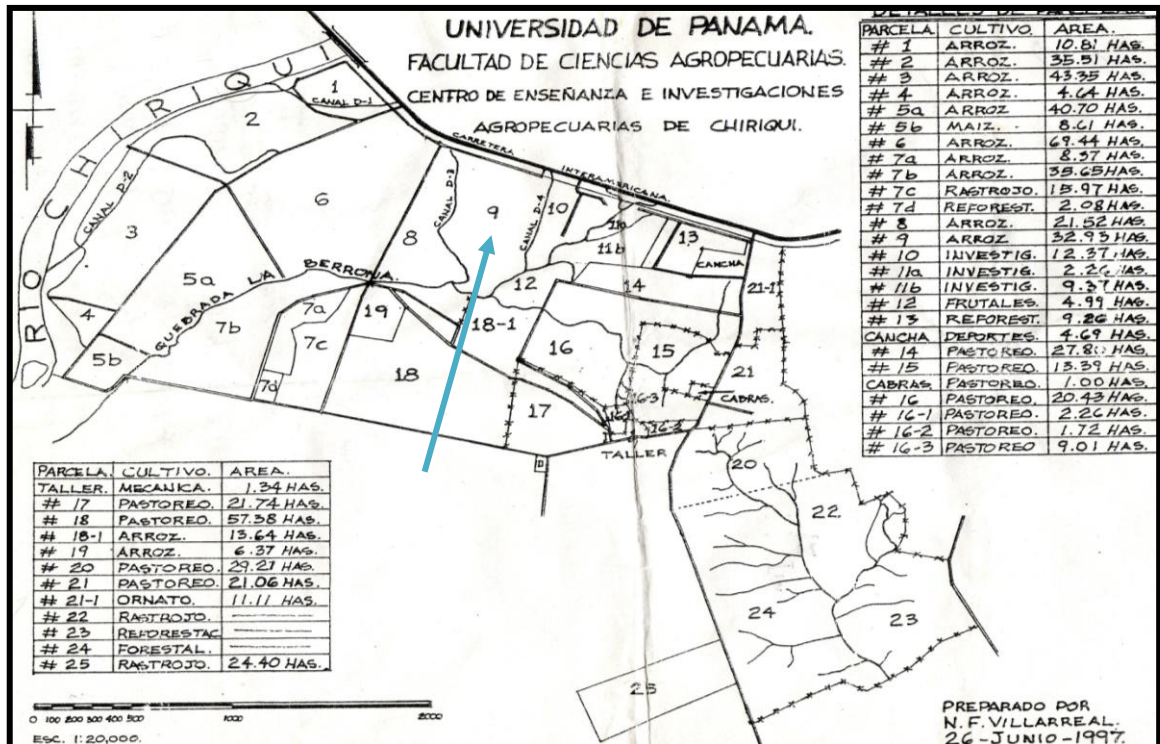 UNIVERSIDAD DE PANAMA.
FACULTAD DE CIENCIAS AGROPECUARIAS.
CENTRO DE ENSEÑANZA E INVESTIGACIONES
AGROPECUARIAS DE CHIRIQUI.
DETALLES DE PARCELAS.
PARCELA CULTIVO. AREA.
# 1 ARROZ. 10.81 HAS.
# 2 ARROZ. 35.51 HAS.
# 3 ARROZ. 43.35 HAS.
# 4 ARROZ. 4.64 HAS.
# 5a ARROZ 40.70 HAS.
# 5b MAIZ. 8.61 HAS.
# 6 ARROZ. 69.44 HAS.
# 7a ARROZ. 8.37 HAS.
# 7b ARROZ. 35.65 HAS.
# 7c RASTROJO. 15.97 HAS.
# 7d REFOREST. 2.08 HAS.
# 8 ARROZ. 21.52 HAS.
# 9 ARROZ 32.93 HAS.
# 10 INVESTIG. 12.37 HAS.
# 11a INVESTIG. 2.26 HAS.
# 11b INVESTIG. 9.37 HAS.
# 12 FRUTALES. 4.99 HAS.
# 13 REFOREST. 9.26 HAS.
CANCHA DEPORTES. 4.69 HAS.
# 14 PASTOREO. 27.80 HAS.
# 15 PASTOREO. 13.39 HAS.
CABRAS. PASTOREO. 1.00 HAS.
# 16 PASTOREO. 20.43 HAS.
# 16-1 PASTOREO. 2.26 HAS.
# 16-2 PASTOREO. 1.72 HAS.
# 16-3 PASTOREO 9.01 HAS.
RIO CHIRIQUI
1
CANAL D-1
2
CARRETERA
INTERAMERICANA.
CANAL D-2
3
6
8
CANAL D-3
9
CANAL D-4
10
11a
11b
13
CANCHA
5a
QUEBRADA LA BERRONA.
12
14
21-1
4
7b
7a
19
18-1
5b
7c
16
15
21
7d
18
16-3
CABRAS.
17
16-2
TALLER
D
20
22
24
23
25
PARCELA. CULTIVO. AREA.
TALLER. MECANICA. 1.34 HAS.
# 17 PASTOREO. 21.74 HAS.
# 18 PASTOREO. 57.38 HAS.
# 18-1 ARROZ. 13.64 HAS.
# 19 ARROZ. 6.37 HAS.
# 20 PASTOREO. 29.27 HAS.
# 21 PASTOREO. 21.06 HAS.
# 21-1 ORNATO. 11.11 HAS.
# 22 RASTROJO.
# 23 REFORESTAC
# 24 FORESTAL.
# 25 RASTROJO. 24.40 HAS.
0 100 200 300 400 500 1000 2000
ESC. 1:20,000.
PREPARADO POR
N. F. VILLARREAL.
26-JUNIO-1997.